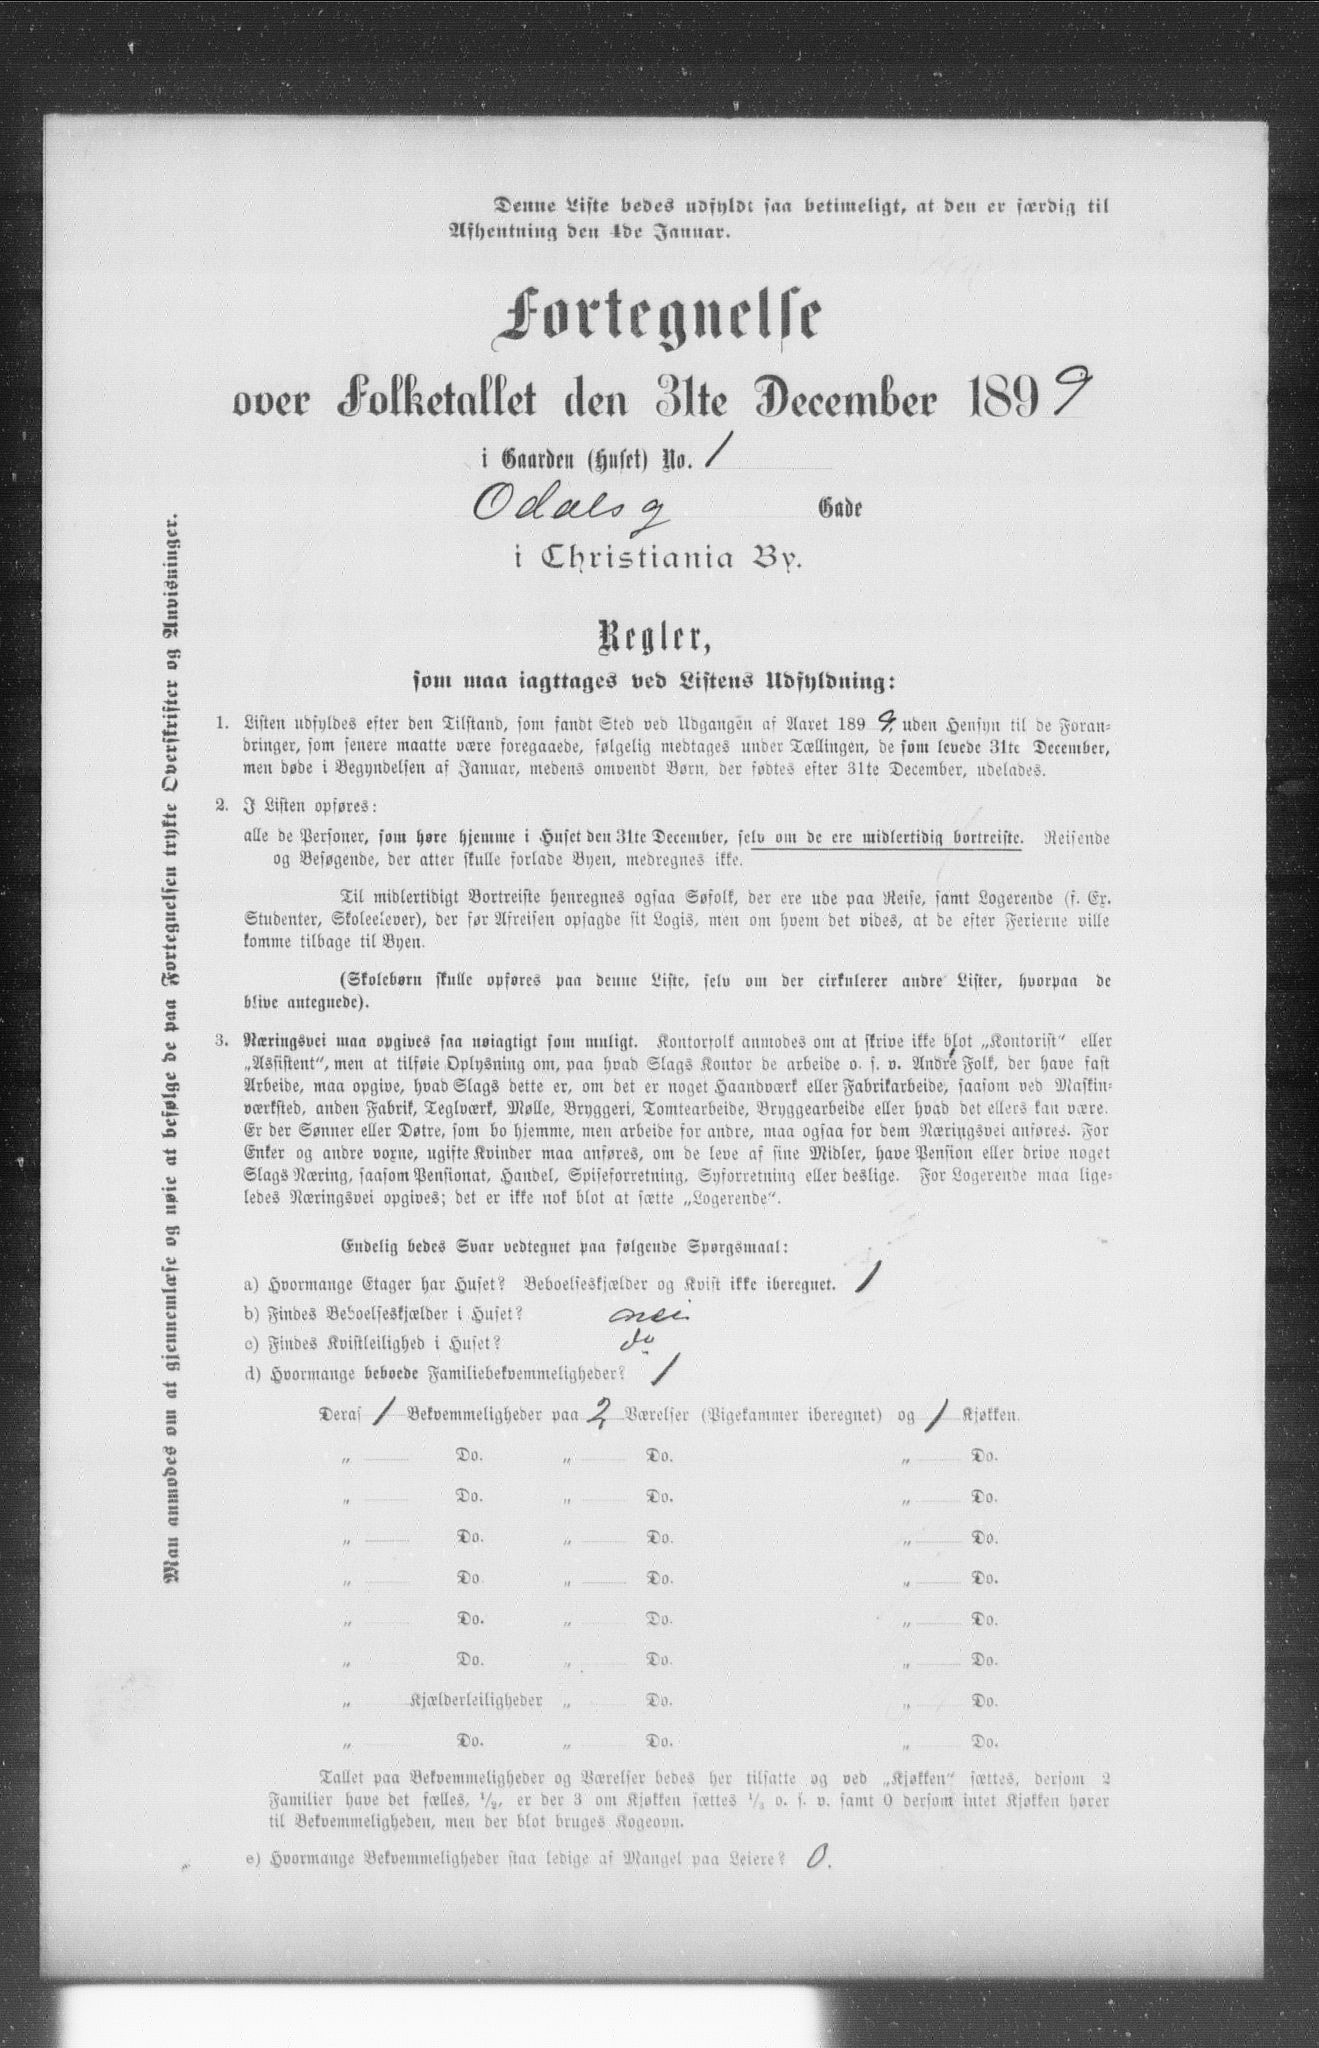 Denne Liste bedes udfyldt saa betimeligt, at den er færdig til
Afhentning den 4de Januar.
Fortegnelse
over Folketallet den 31te December 1899
i Gaarden (Huset) No. 1
Odalsg Gade
i Christiania By.
Regler,
som maa iagttages ved Listens Udfyldning:
1. Listen udfyldes efter den Tilstand, som fandt Sted ved Udgangen af Aaret 1899, uden Hensyn til de Foran-
dringer, som senere maatte være foregaaede, følgelig medtages under Tællingen, de som levede 31te December,
men døde i Begyndelsen af Januar, medens omvendt Børn, der fødtes efter 31te December, udelades.
2. I Listen opføres:
alle de Personer, som høre hjemme i Huset den 31te December, selv om de ere midlertidig bortreiste. Reisende
og Besøgende, der atter skulle forlade Byen, medregnes ikke.
Til midlertidigt Bortreiste henregnes ogsaa Søfolk, der ere ude paa Reise, samt Logerende (f. Ex.
Studenter, Skoleelever), der før Afreisen opsagde sit Logis, men om hvem det vides, at de efter Ferierne ville
komme tilbage til Byen.
(Skolebørn skulle opføres paa denne Liste, selv om der cirkulerer andre Lister, hvorpaa de
blive antegnede).
3. Næringsvei maa opgives saa nøiagtigt som muligt. Kontorfolk anmodes om at skrive ikke blot „Kontorist“ eller
„Assistent“, men at tilføie Oplysning om, paa hvad Slags Kontor de arbeide o. s. v. Andre Folk, der have fast
Arbeide, maa opgive, hvad Slags dette er, om det er noget Haandværk eller Fabrikarbeide, saasom ved Maskin-
værksted, anden Fabrik, Teglværk, Mølle, Bryggeri, Tomtearbeide, Bryggearbeide eller hvad det ellers kan være.
Er der Sønner eller Døtre, som bo hjemme, men arbeide for andre, maa ogsaa for dem Næringsvei anføres. For
Enker og andre voxne, ugifte Kvinder maa anføres, om de leve af sine Midler, have Pension eller drive noget
Slags Næring, saasom Pensionat, Handel, Spiseforretning, Syforretning eller deslige. For Logerende maa lige-
ledes Næringsvei opgives; det er ikke nok blot at sætte „Logerende“.
Endelig bedes Svar vedtegnet paa følgende Spørgsmaal:
a) Hvormange Etager har Huset? Beboelseskjælder og Kvist ikke iberegnet. 1
b) Findes Beboelseskjælder i Huset? nei
c) Findes Kvistleilighed i Huset? do
d) Hvormange beboede Familiebekvemmeligheder? 1
Deraf 1 Bekvemmeligheder paa 2 Værelser (Pigekammer iberegnet) og 1 Kjøkken.
„ Do. „ Do. „ Do.
„ Do. „ Do. „ Do.
„ Do. „ Do. „ Do.
„ Do. „ Do. „ Do.
„ Do. „ Do. „ Do.
„ Do. „ Do. „ Do.
„ Kjælderleiligheder „ Do. „ Do.
„ Do. „ Do. „ Do.
Tallet paa Bekvemmeligheder og Værelser bedes her tilsatte og ved „Kjøkken“ sættes, dersom 2
Familier have det fælles, 1/2, er der 3 om Kjøkken sættes 1/3 o. s. v. samt 0 dersom intet Kjøkken hører
til Bekvemmeligheden, men der blot bruges Kogeovn.
e) Hvormange Bekvemmeligheder staa ledige af Mangel paa Leiere? 0.
Man anmodes om at gjennemlæse og nøie at befølge de paa Fortegnelsen trykte Overskrifter og Anvisninger.